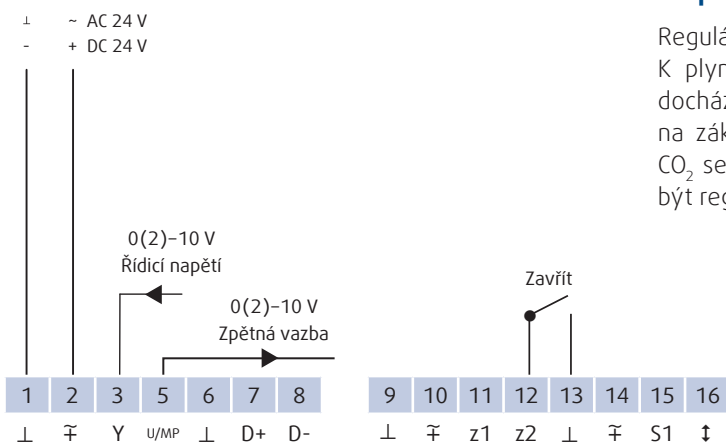 ⊥ ~ AC 24 V
- + DC 24 V
Regulá
K plyn
docház
na zák
CO₂ se
být reg
0(2)–10 V
Řídicí napětí
0(2)–10 V
Zpětná vazba
Zavřít
1 2 3 5 6 7 8 9 10 11 12 13 14 15 16
⊥ ≂ Y U/MP ⊥ D+ D- ⊥ ≂ z1 z2 ⊥ ≂ S1 ↕